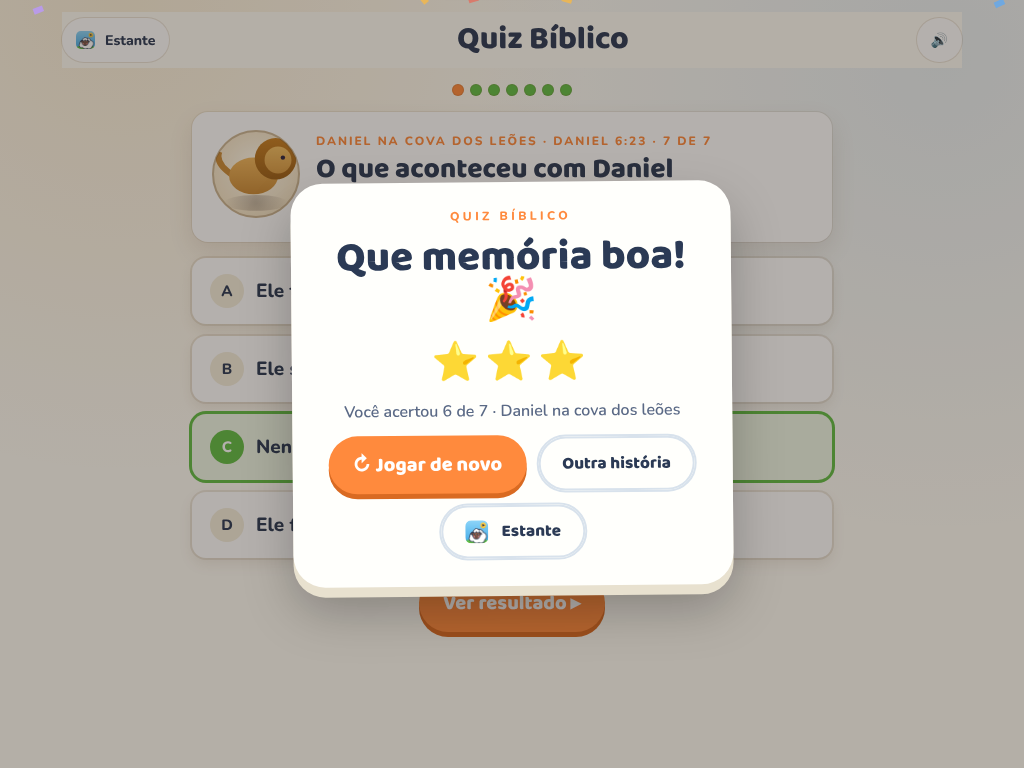 Estante
Quiz Bíblico
DANIEL NA COVA DOS LEÕES · DANIEL 6:23 · 7 DE 7
O que aconteceu com Daniel
QUIZ BÍBLICO
Que memória boa!
Você acertou 6 de 7 · Daniel na cova dos leões
↻ Jogar de novo
Outra história
Estante
A Ele
B Ele
C
D Ele
Ver resultado ▸